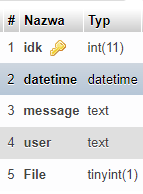 # Nazwa Typ
1 idk int(11)
2 datetime datetime
3 message text
4 user text
5 File tinyint(1)